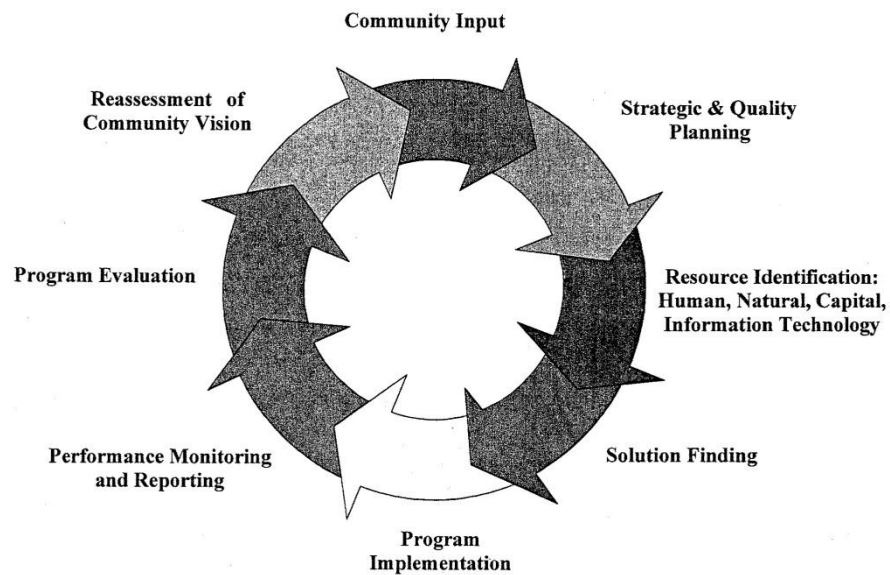 Community Input
Strategic & Quality
Planning
Resource Identification:
Human, Natural, Capital,
Information Technology
Solution Finding
Program
Implementation
Performance Monitoring
and Reporting
Program Evaluation
Reassessment of
Community Vision